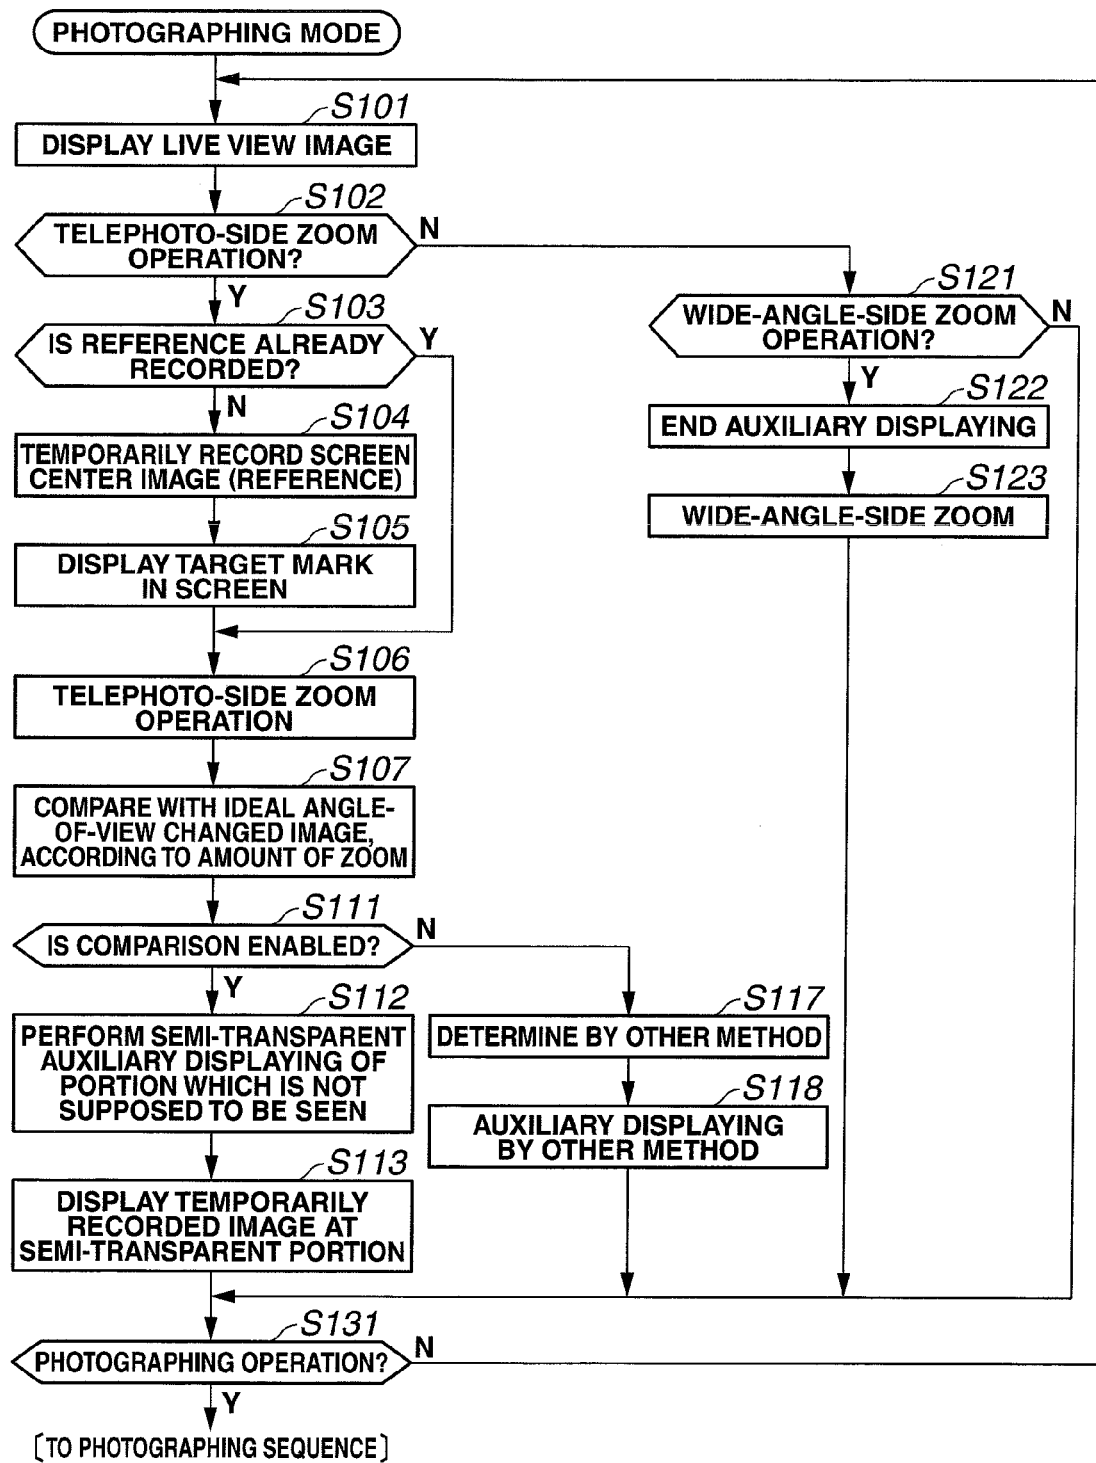 PHOTOGRAPHING MODE
S101
DISPLAY LIVE VIEW IMAGE
S102
TELEPHOTO-SIDE ZOOM
OPERATION?
N
Y
S103
IS REFERENCE ALREADY
RECORDED?
Y
N
S104
TEMPORARILY RECORD SCREEN
CENTER IMAGE (REFERENCE)
S105
DISPLAY TARGET MARK
IN SCREEN
S106
TELEPHOTO-SIDE ZOOM
OPERATION
S107
COMPARE WITH IDEAL ANGLE-
OF-VIEW CHANGED IMAGE,
ACCORDING TO AMOUNT OF ZOOM
S111
IS COMPARISON ENABLED?
N
Y
S112
PERFORM SEMI-TRANSPARENT
AUXILIARY DISPLAYING OF
PORTION WHICH IS NOT
SUPPOSED TO BE SEEN
S113
DISPLAY TEMPORARILY
RECORDED IMAGE AT
SEMI-TRANSPARENT PORTION
S117
DETERMINE BY OTHER METHOD
S118
AUXILIARY DISPLAYING
BY OTHER METHOD
S121
WIDE-ANGLE-SIDE ZOOM
OPERATION?
N
Y
S122
END AUXILIARY DISPLAYING
S123
WIDE-ANGLE-SIDE ZOOM
S131
PHOTOGRAPHING OPERATION?
N
Y
[TO PHOTOGRAPHING SEQUENCE]